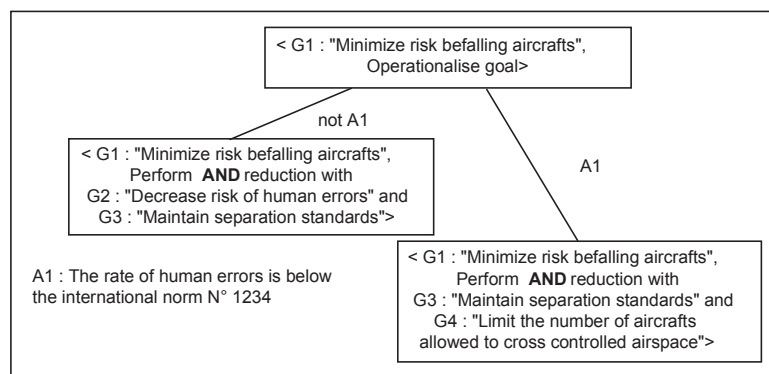 < G1 : "Minimize risk befalling aircrafts",
Operationalise goal>
not A1
< G1 : "Minimize risk befalling aircrafts",
Perform AND reduction with
G2 : "Decrease risk of human errors" and
G3 : "Maintain separation standards">
A1
A1 : The rate of human errors is below
the international norm N° 1234
< G1 : "Minimize risk befalling aircrafts",
Perform AND reduction with
G3 : "Maintain separation standards" and
G4 : "Limit the number of aircrafts
allowed to cross controlled airspace">